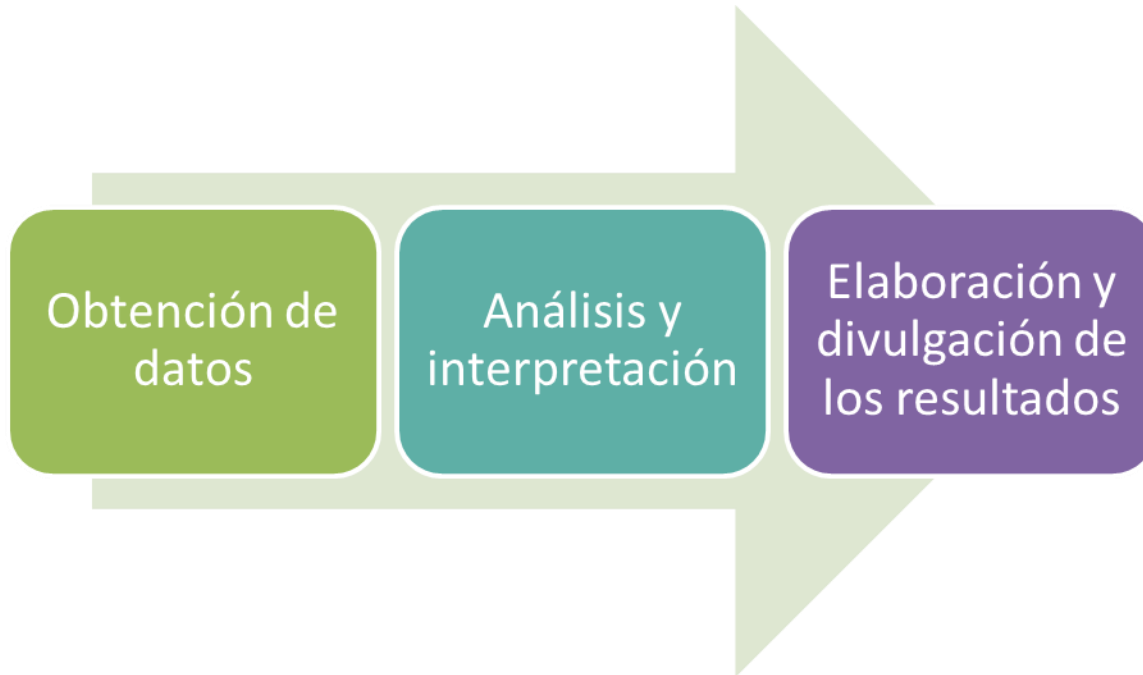 Obtención de
datos
Análisis y
interpretación
Elaboración y
divulgación de
los resultados